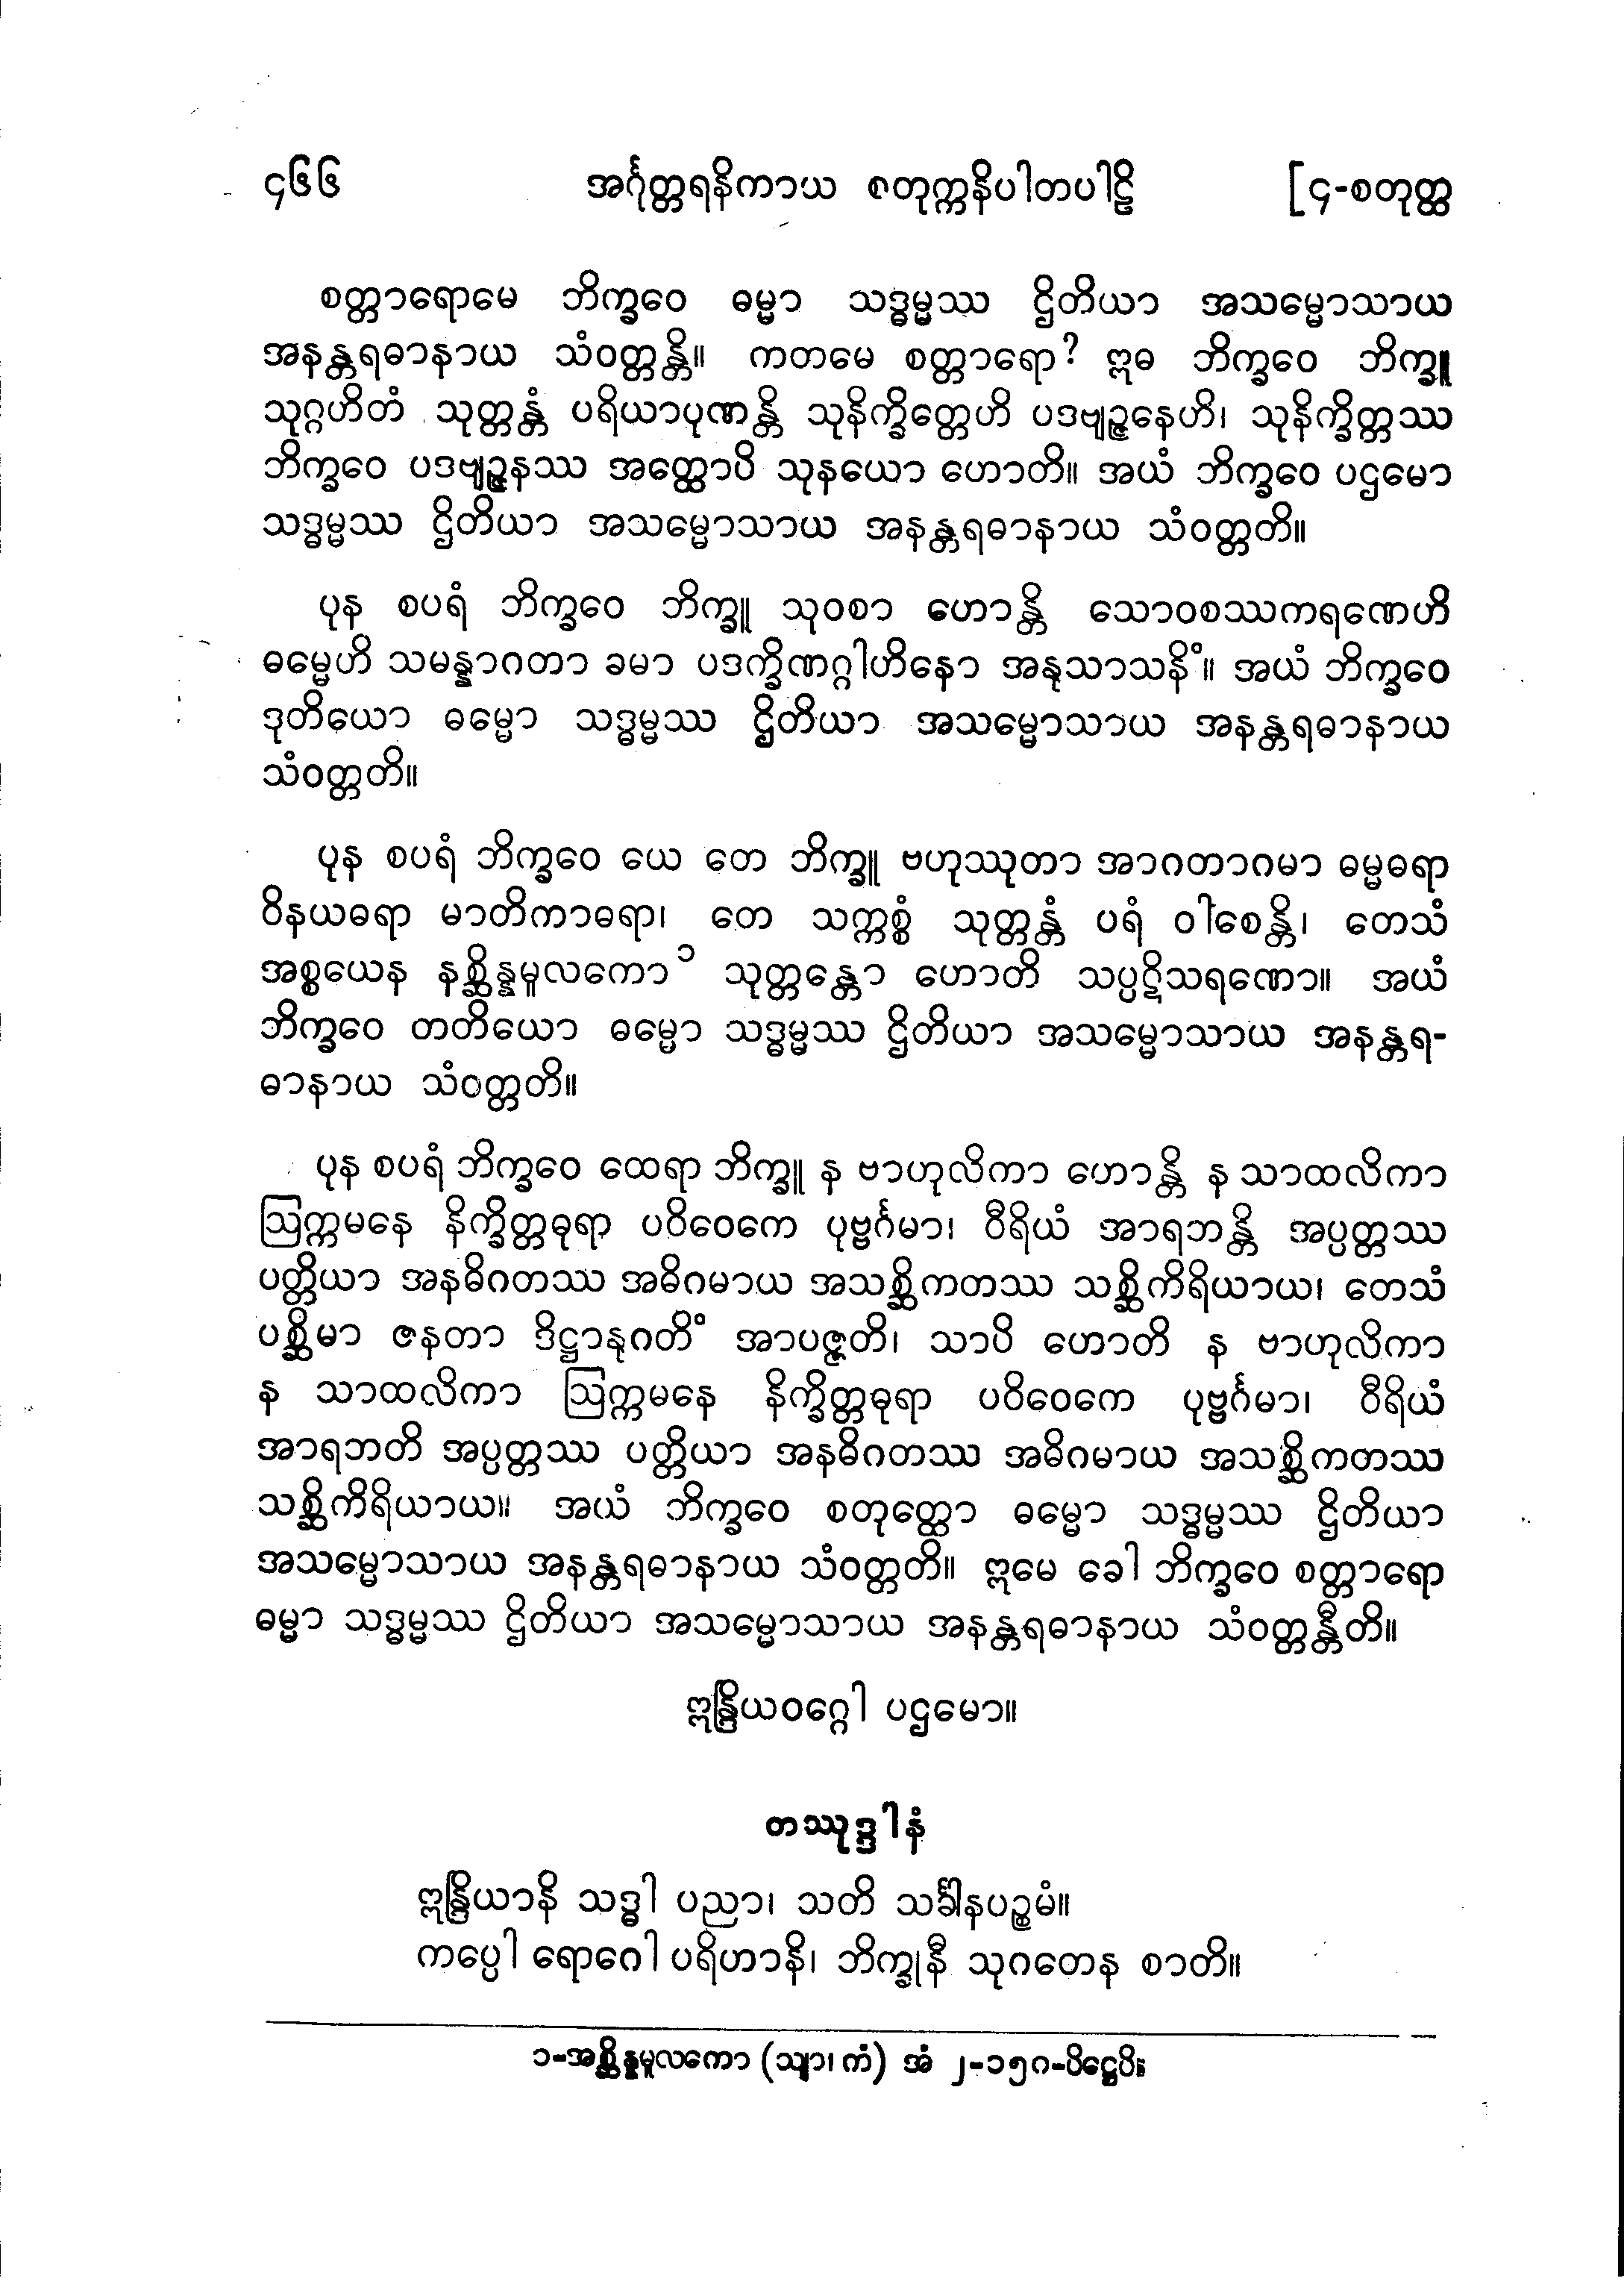 ၄၆၆ အင်္ဂုတ္တရနိကာယ စတုက္ကနိပါတပါဠိ [၄-စတုတ္ထ
စတ္တာရောမေ ဘိက္ခဝေ ဓမ္မာ သဒ္ဓမ္မဿ ဌိတိယာ အသမ္မောသာယ
အနန္တရဓာနာယ သံဝတ္တန္တိ။ ကတမေ စတ္တာရော? ဣဓ ဘိက္ခဝေ ဘိက္ခူ
သုဂ္ဂဟိတံ သုတ္တန္တံ ပရိယာပုဏန္တိ သုနိက္ခိတ္တေဟိ ပဒဗျဉ္ဇနေဟိ၊ သုနိက္ခိတ္တဿ
ဘိက္ခဝေ ပဒဗျဉ္ဇနဿ အတ္ထောပိ သုနယော ဟောတိ။ အယံ ဘိက္ခဝေ ပဌမော
သဒ္ဓမ္မဿ ဌိတိယာ အသမ္မောသာယ အနန္တရဓာနာယ သံဝတ္တတိ။
ပုန စပရံ ဘိက္ခဝေ ဘိက္ခူ သုဝစာ ဟောန္တိ သောဝစဿကရဏေဟိ
ဓမ္မေဟိ သမန္နာဂတာ ခမာ ပဒက္ခိဏဂ္ဂါဟိနော အနုသာသနိံ။ အယံ ဘိက္ခဝေ
ဒုတိယော ဓမ္မော သဒ္ဓမ္မဿ ဌိတိယာ အသမ္မောသာယ အနန္တရဓာနာယ
သံဝတ္တတိ။
ပုန စပရံ ဘိက္ခဝေ ယေ တေ ဘိက္ခူ ဗဟုဿုတာ အာဂတာဂမာ ဓမ္မဓရာ
ဝိနယဓရာ မာတိကာဓရာ၊ တေ သက္ကစ္စံ သုတ္တန္တံ ပရံ ဝါစေန္တိ၊ တေသံ
အစ္စယေန နစ္ဆိန္နမူလကော ၁ သုတ္တန္တော ဟောတိ သပ္ပဋိသရဏော။ အယံ
ဘိက္ခဝေ တတိယော ဓမ္မော သဒ္ဓမ္မဿ ဌိတိယာ အသမ္မောသာယ အနန္တရ-
ဓာနာယ သံဝတ္တတိ။
ပုန စပရံ ဘိက္ခဝေ ထေရာ ဘိက္ခူ န ဗာဟုလိကာ ဟောန္တိ န သာထလိကာ
ဩက္ကမနေ နိက္ခိတ္တဓုရာ ပဝိဝေကေ ပုဗ္ဗင်္ဂမာ၊ ဝီရိယံ အာရဘန္တိ အပ္ပတ္တဿ
ပတ္တိယာ အနဓိဂတဿ အဓိဂမာယ အသစ္ဆိကတဿ သစ္ဆိကိရိယာယ၊ တေသံ
ပစ္ဆိမာ ဇနတာ ဒိဋ္ဌာနုဂတိံ အာပဇ္ဇတိ၊ သာပိ ဟောတိ န ဗာဟုလိကာ
န သာထလိကာ ဩက္ကမနေ နိက္ခိတ္တဓုရာ ပဝိဝေကေ ပုဗ္ဗင်္ဂမာ၊ ဝီရိယံ
အာရဘတိ အပ္ပတ္တဿ ပတ္တိယာ အနဓိဂတဿ အဓိဂမာယ အသစ္ဆိကတဿ
သစ္ဆိကိရိယာယ။ အယံ ဘိက္ခဝေ စတုတ္ထော ဓမ္မော သဒ္ဓမ္မဿ ဌိတိယာ
အသမ္မောသာယ အနန္တရဓာနာယ သံဝတ္တတိ။ ဣမေ ခေါ ဘိက္ခဝေ စတ္တာရော
ဓမ္မာ သဒ္ဓမ္မဿ ဌိတိယာ အသမ္မောသာယ အနန္တရဓာနာယ သံဝတ္တန္တီတိ။
ဣန္ဒြိယဝဂ္ဂေါ ပဌမော။
တဿုဒ္ဒါနံ
ဣန္ဒြိယာနိ သဒ္ဓါ ပညာ၊ သတိ သင်္ခါနပဉ္စမံ။
ကပ္ပေါ ရောဂေါ ပရိဟာနိ၊ ဘိက္ခုနီ သုဂတေန စာတိ။
၁-အစ္ဆိန္နမူလကော (သျာ၊ ကံ) အံ ၂-၁၅ဂ-ပိဋ္ဌေပိ။